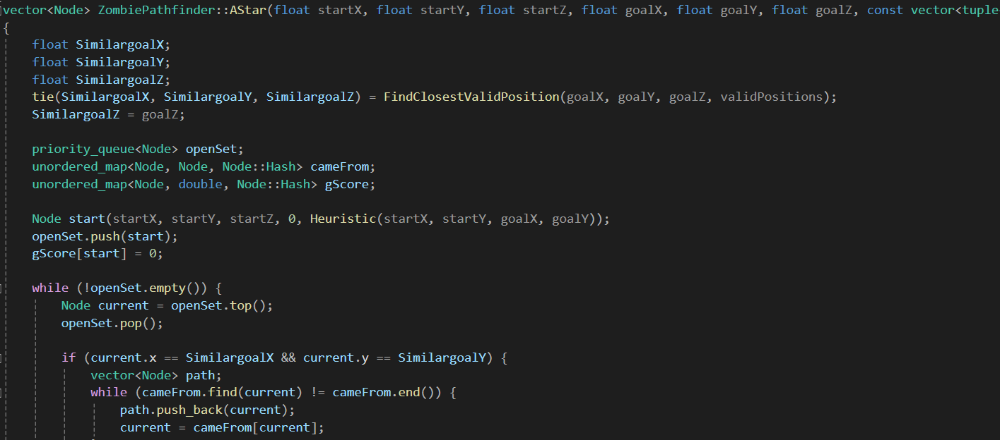 vector<Node> ZombiePathfinder::AStar(float startX, float startY, float startZ, float goalX, float goalY, float goalZ, const vector<tuple
{
float SimilargoalX;
float SimilargoalY;
float SimilargoalZ;
tie(SimilargoalX, SimilargoalY, SimilargoalZ) = FindClosestValidPosition(goalX, goalY, goalZ, validPositions);
SimilargoalZ = goalZ;
priority_queue<Node> openSet;
unordered_map<Node, Node, Node::Hash> cameFrom;
unordered_map<Node, double, Node::Hash> gScore;
Node start(startX, startY, startZ, 0, Heuristic(startX, startY, goalX, goalY));
openSet.push(start);
gScore[start] = 0;
while (!openSet.empty()) {
Node current = openSet.top();
openSet.pop();
if (current.x == SimilargoalX && current.y == SimilargoalY) {
vector<Node> path;
while (cameFrom.find(current) != cameFrom.end()) {
path.push_back(current);
current = cameFrom[current];